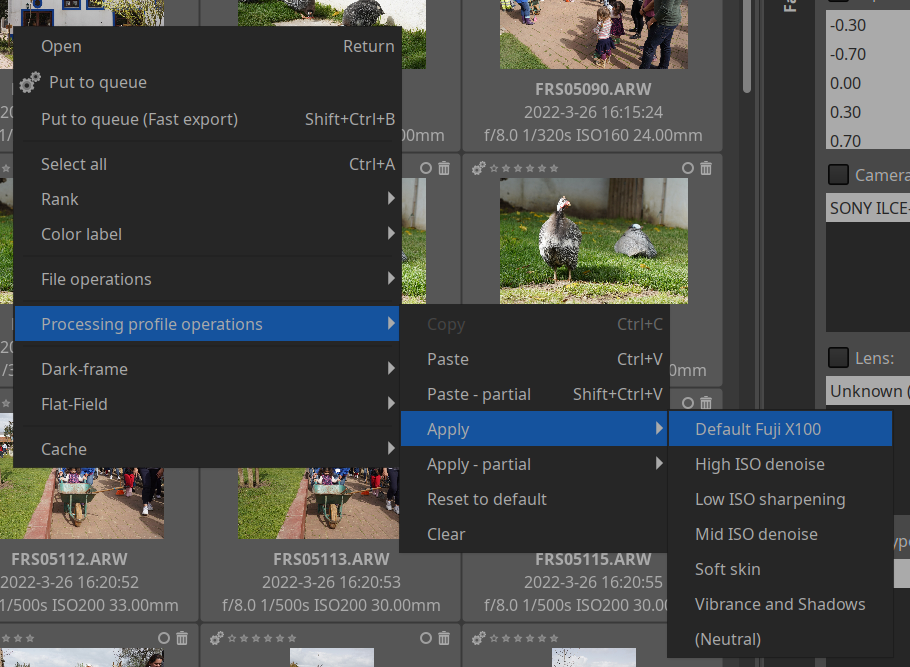 Open Return
Put to queue
Put to queue (Fast export) Shift+Ctrl+B
Select all Ctrl+A
Rank
Color label
File operations
Processing profile operations
Dark-frame
Flat-Field
Cache
Copy Ctrl+C
Paste Ctrl+V
Paste - partial Shift+Ctrl+V
Apply
Apply - partial
Reset to default
Clear
Default Fuji X100
High ISO denoise
Low ISO sharpening
Mid ISO denoise
Soft skin
Vibrance and Shadows
(Neutral)
FRS05090.ARW
2022-3-26 16:15:24
f/8.0 1/320s ISO160 24.00mm
FRS05112.ARW
2022-3-26 16:20:52
1/500s ISO200 33.00mm
FRS05113.ARW
2022-3-26 16:20:53
f/8.0 1/500s ISO200 30.00mm
FRS05115.ARW
2022-3-26 16:20:55
f/8.0 1/500s ISO200 30.00
-0.30
-0.70
0.00
0.30
0.70
Camera
SONY ILCE-
Lens:
Unknown (